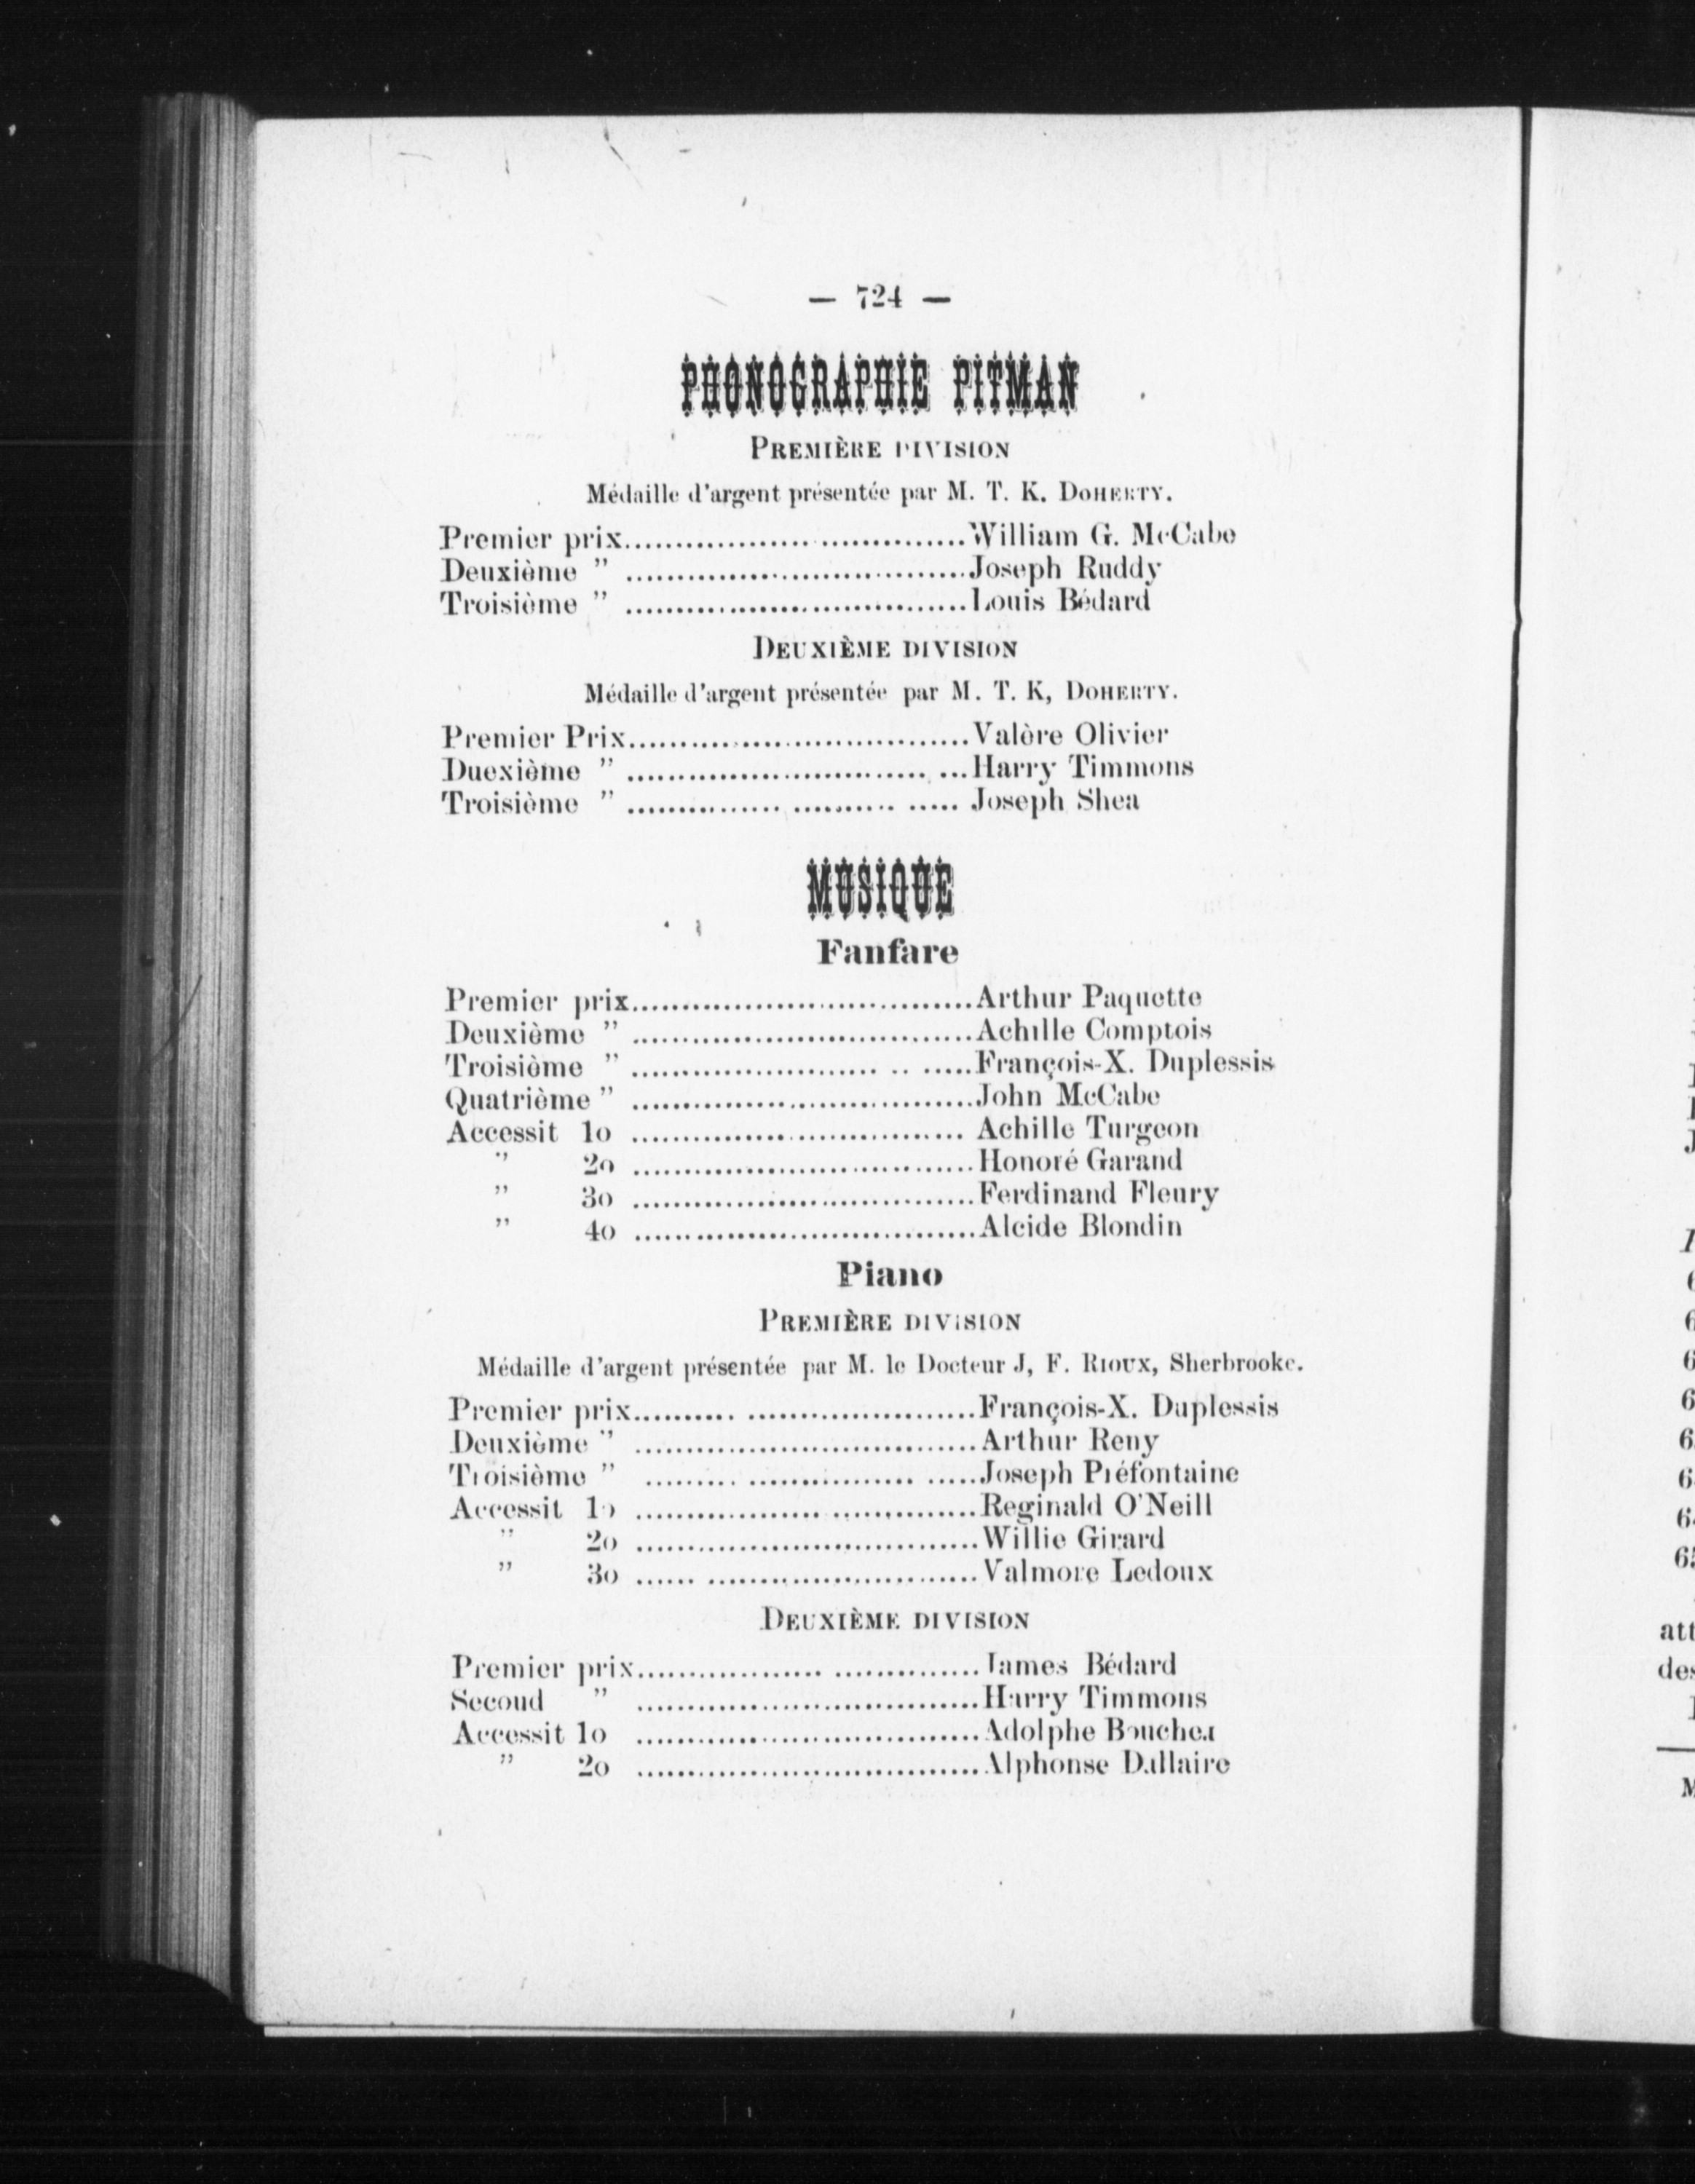 — 724 —
PHONOGRAPHIE PITMAN
PREMIÈRE DIVISION
Médaille d'argent présentée par M. T. K. DOHERTY.
Premier prix..................................William G. McCabe
Deuxième " ..................................Joseph Ruddy
Troisième " ..................................Louis Bédard
DEUXIÈME DIVISION
Médaille d'argent présentée par M. T. K, DOHERTY.
Premier Prix..................................Valère Olivier
Duexième " .............................. ...Harry Timmons
Troisième " ............... .......... ..... Joseph Shea
MUSIQUE
Fanfare
Premier prix..................................Arthur Paquette
Deuxième " ..................................Achille Comptois
Troisième " ........................ .. .....François-X. Duplessis
Quatrième " ..................................John McCabe
Accessit 1o ................................. Achille Turgeon
" 2o ..................................Honoré Garand
" 3o ..................................Ferdinand Fleury
" 4o ..................................Alcide Blondin
Piano
PREMIÈRE DIVISION
Médaille d'argent présentée par M. le Docteur J, F. RIOUX, Sherbrooke.
Premier prix.......... .......................François-X. Duplessis
Deuxième " ..................................Arthur Reny
Troisième " ......... ................ .....Joseph Préfontaine
Accessit 1o .................. ...............Reginald O'Neill
" 2o ..................................Willie Girard
" 3o ...... ...........................Valmore Ledoux
DEUXIÈME DIVISION
Premier prix.................. ..............James Bédard
Second " ..................................Harry Timmons
Accessit 1o ..................................Adolphe
" 2o ..................................Alphonse Dallaire